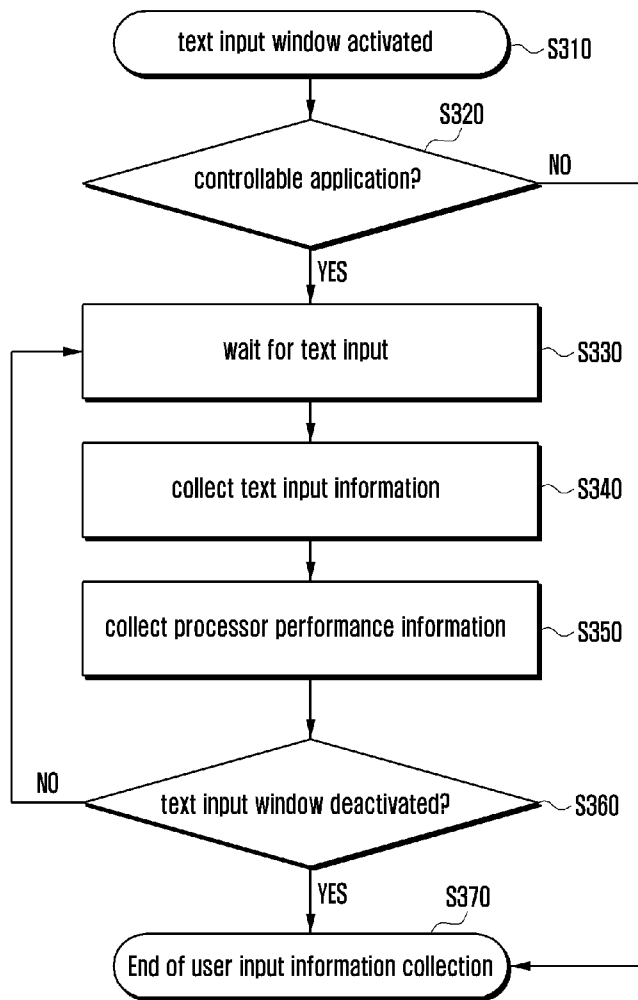 text input window activated
S310
S320
controllable application?
NO
YES
wait for text input
S330
collect text input information
S340
collect processor performance information
S350
NO
text input window deactivated?
S360
YES
S370
End of user input information collection